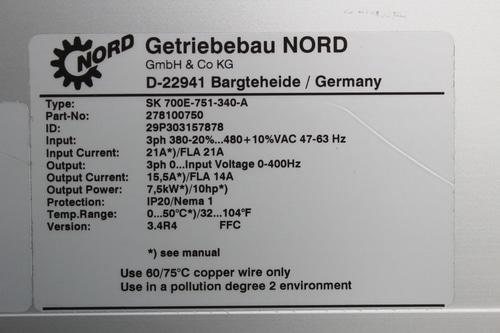 NORD
Getriebebau NORD
GmbH & Co KG
D-22941 Bargteheide / Germany
Type: SK 700E-751-340-A
Part-No: 278100750
ID: 29P303157878
Input: 3ph 380-20%...480+10%VAC 47-63 Hz
Input Current: 21A*)/FLA 21A
Output: 3ph 0...Input Voltage 0-400Hz
Output Current: 15,5A*)/FLA 14A
Output Power: 7,5kW*)/10hp*)
Protection: IP20/Nema 1
Temp.Range: 0...50°C*)/32...104°F
Version: 3.4R4 FFC
*) see manual
Use 60/75°C copper wire only
Use in a pollution degree 2 environment